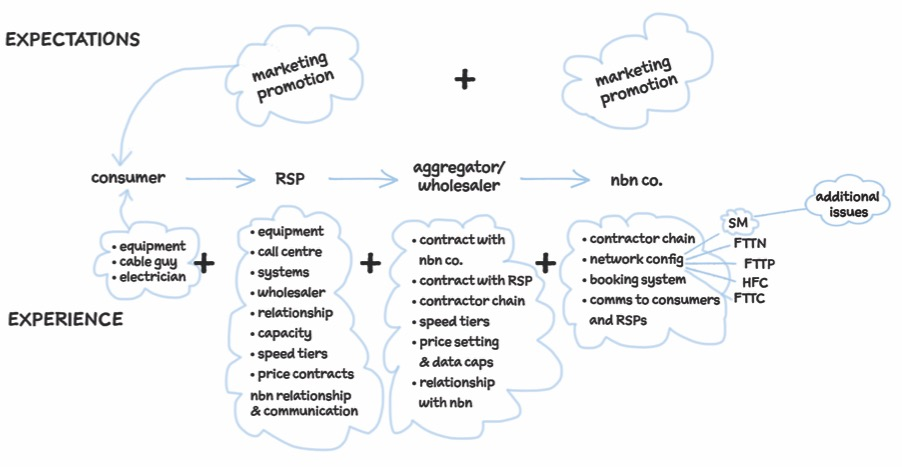 EXPECTATIONS
marketing
promotion
+
marketing
promotion
consumer
RSP
aggregator/
wholesaler
nbn co.
• equipment
• cable guy
• electrician
+
• equipment
• call centre
• systems
• wholesaler
• relationship
• capacity
• speed tiers
• price contracts
nbn relationship
& communication
+
• contract with
nbn co.
• contract with RSP
• contractor chain
• speed tiers
• price setting
& data caps
• relationship
with nbn
+
• contractor chain
• network config
• booking system
• comms to consumers
and RSPs
SM
FTTN
FTTP
HFC
FTTC
additional
issues
EXPERIENCE